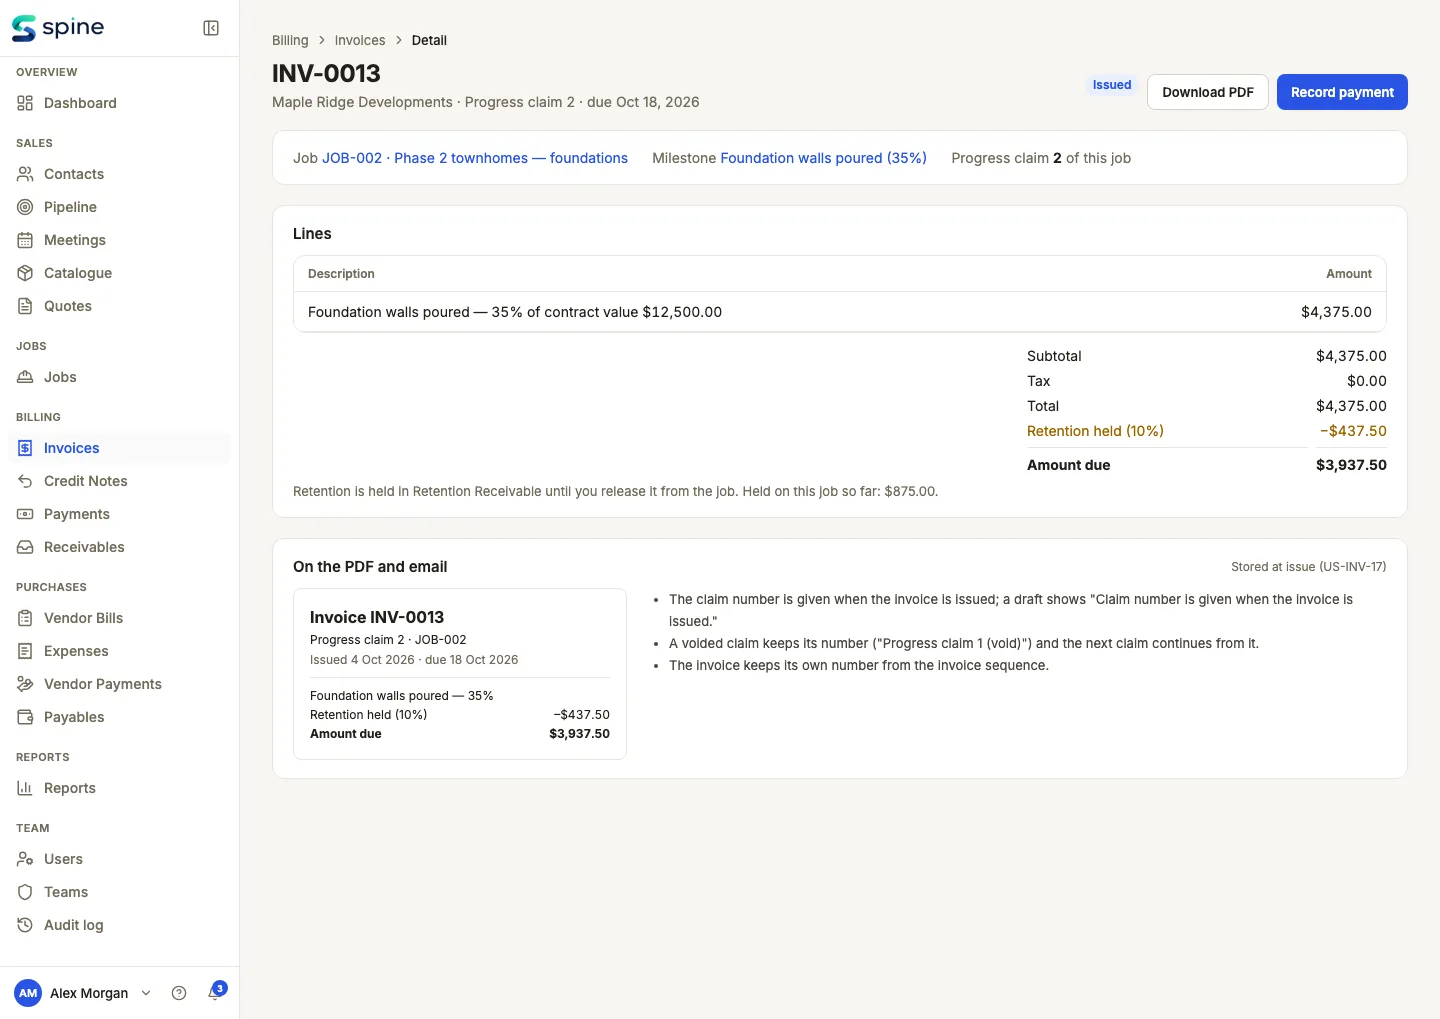 spine
OVERVIEW
Dashboard
SALES
Contacts
Pipeline
Meetings
Catalogue
Quotes
JOBS
Jobs
BILLING
Invoices
Credit Notes
Payments
Receivables
PURCHASES
Vendor Bills
Expenses
Vendor Payments
Payables
REPORTS
Reports
TEAM
Users
Teams
Audit log
AM Alex Morgan 3
Billing > Invoices > Detail
INV-0013
Maple Ridge Developments · Progress claim 2 · due Oct 18, 2026
Issued Download PDF Record payment
Job JOB-002 · Phase 2 townhomes — foundations Milestone Foundation walls poured (35%) Progress claim 2 of this job
Lines
Description Amount
Foundation walls poured — 35% of contract value $12,500.00 $4,375.00
Subtotal $4,375.00
Tax $0.00
Total $4,375.00
Retention held (10%) −$437.50
Amount due $3,937.50
Retention is held in Retention Receivable until you release it from the job. Held on this job so far: $875.00.
On the PDF and email Stored at issue (US-INV-17)
Invoice INV-0013
Progress claim 2 · JOB-002
Issued 4 Oct 2026 · due 18 Oct 2026
Foundation walls poured — 35%
Retention held (10%) −$437.50
Amount due $3,937.50
• The claim number is given when the invoice is issued; a draft shows "Claim number is given when the invoice is
issued."
• A voided claim keeps its number ("Progress claim 1 (void)") and the next claim continues from it.
• The invoice keeps its own number from the invoice sequence.